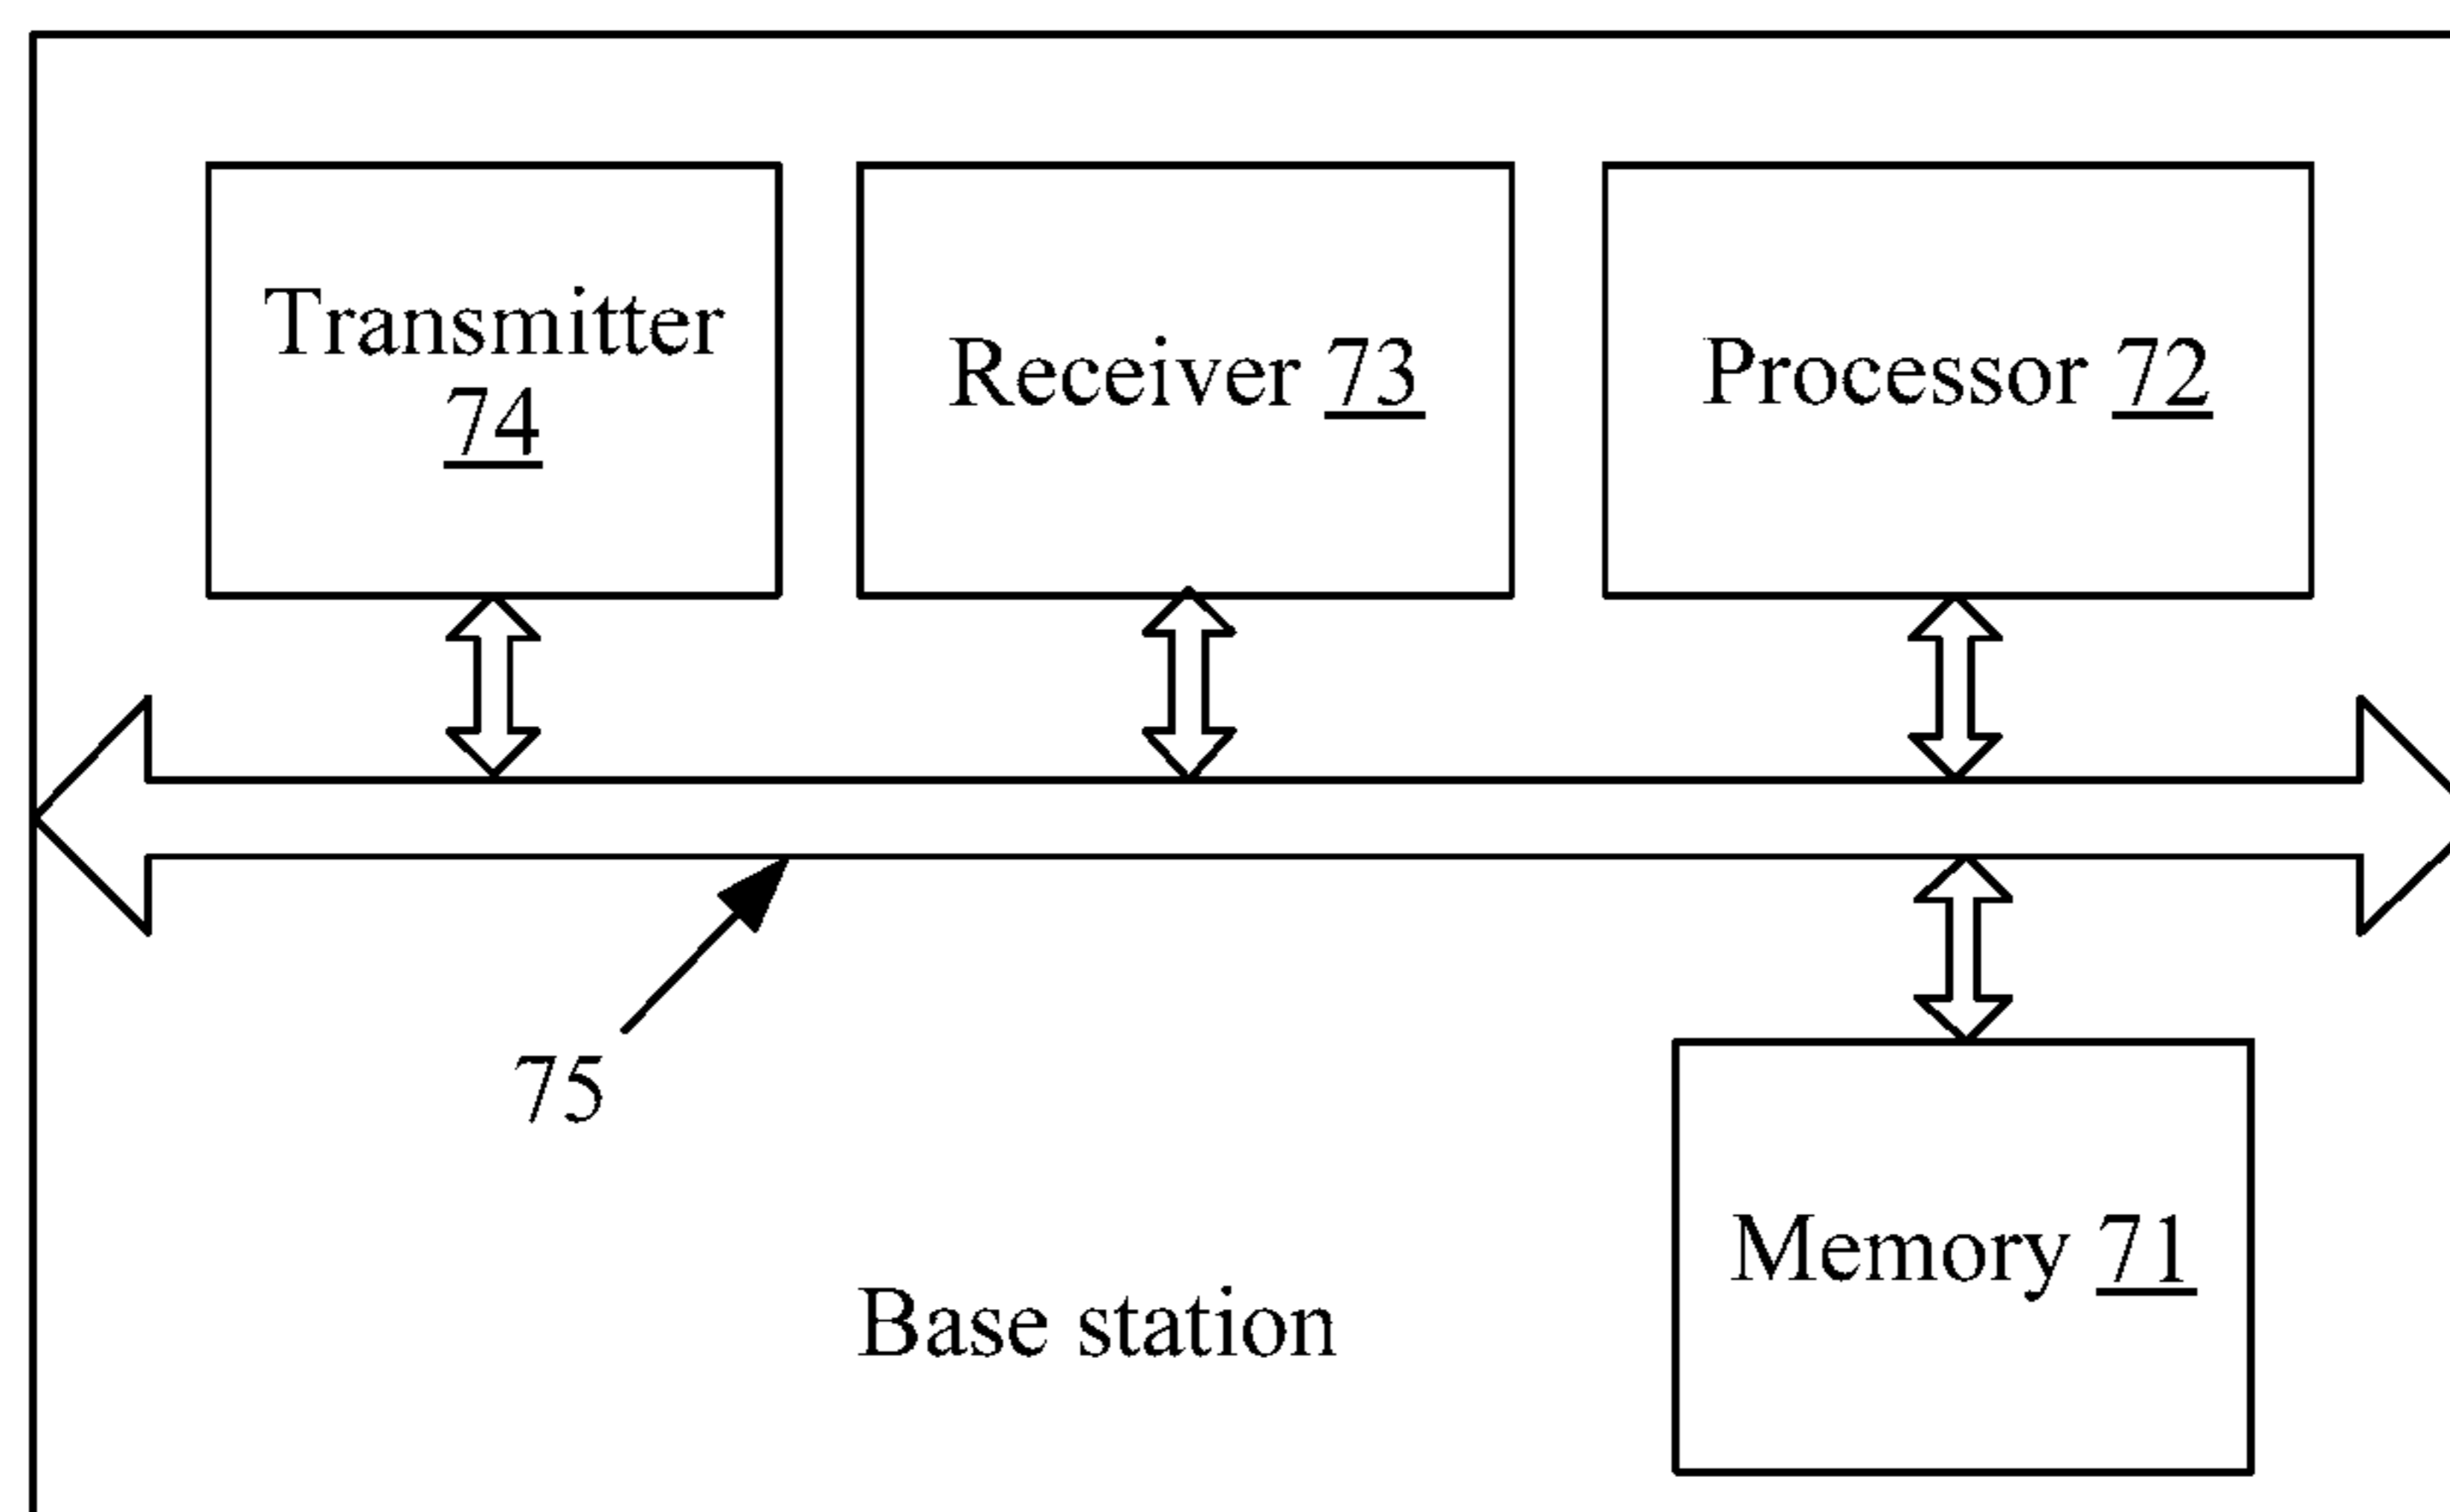 Transmitter
74
Receiver 73
Processor 72
75
Memory 71
Base station